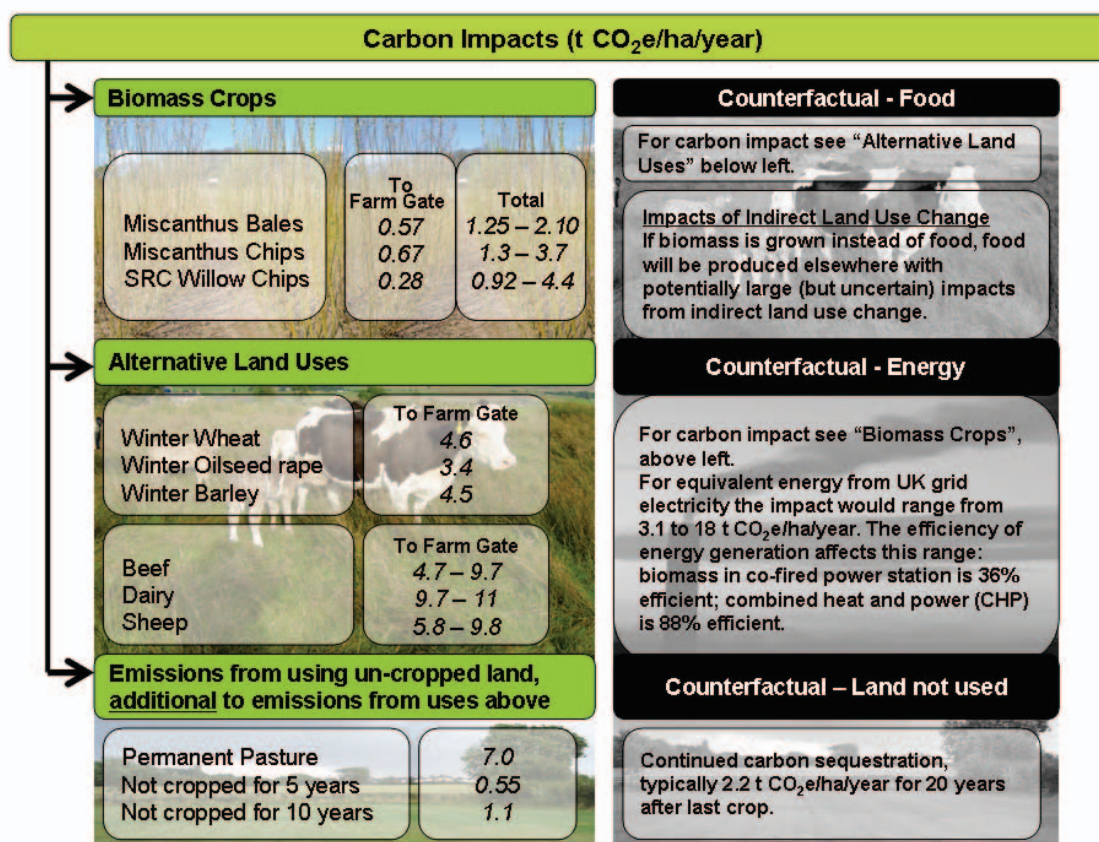 Carbon Impacts (t CO₂e/ha/year)
Biomass Crops
To
Farm Gate
Total
Miscanthus Bales 0.57 1.25 – 2.10
Miscanthus Chips 0.67 1.3 – 3.7
SRC Willow Chips 0.28 0.92 – 4.4
Counterfactual - Food
For carbon impact see “Alternative Land
Uses” below left.
Impacts of Indirect Land Use Change
If biomass is grown instead of food, food
will be produced elsewhere with
potentially large (but uncertain) impacts
from indirect land use change.
Alternative Land Uses
To Farm Gate
Winter Wheat 4.6
Winter Oilseed rape 3.4
Winter Barley 4.5
To Farm Gate
Beef 4.7 – 9.7
Dairy 9.7 – 11
Sheep 5.8 – 9.8
Counterfactual - Energy
For carbon impact see “Biomass Crops”,
above left.
For equivalent energy from UK grid
electricity the impact would range from
3.1 to 18 t CO₂e/ha/year. The efficiency of
energy generation affects this range:
biomass in co-fired power station is 36%
efficient; combined heat and power (CHP)
is 88% efficient.
Emissions from using un-cropped land,
additional to emissions from uses above
Permanent Pasture 7.0
Not cropped for 5 years 0.55
Not cropped for 10 years 1.1
Counterfactual – Land not used
Continued carbon sequestration,
typically 2.2 t CO₂e/ha/year for 20 years
after last crop.